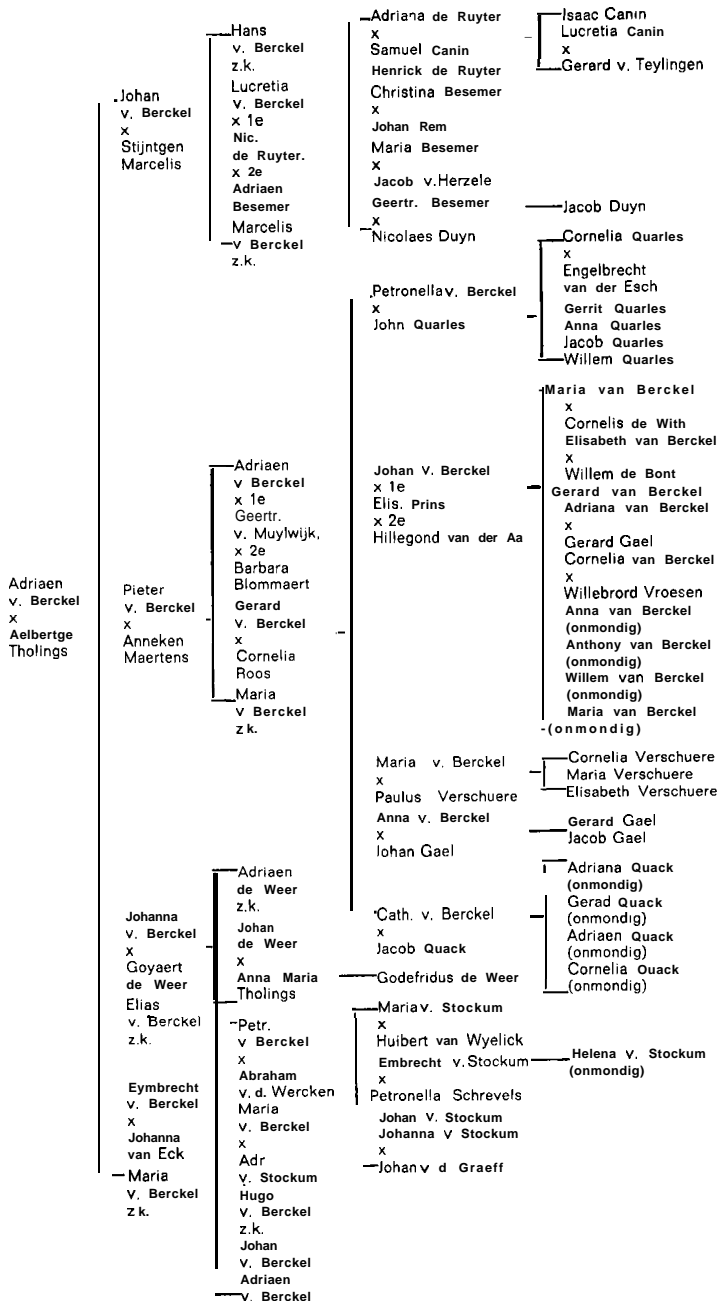 Adriaen
v. Berckel
x
Aelbertge
Tholings
Johan
v. Berckel
x
Stijntgen
Marcelis
Pieter
v. Berckel
x
Anneken
Maertens
Johanna
v. Berckel
x
Goyaert
de Weer
Elias
v. Berckel
z.k.
Eymbrecht
v. Berckel
x
Johanna
van Eck
Maria
v. Berckel
z k.
Hans
v. Berckel
z.k.
Lucretia
v. Berckel
x 1e
Nic.
de Ruyter.
x 2e
Adriaen
Besemer
Marcelis
v Berckel
z.k.
Adriaen
v Berckel
x 1e
Geertr.
v. Muylwijk,
x 2e
Barbara
Blommaert
Gerard
v. Berckel
x
Cornelia
Roos
Maria
v Berckel
z k.
Adriaen
de Weer
z.k.
Johan
de Weer
x
Anna Maria
Tholings
Petr.
v Berckel
x
Abraham
v. d. Wercken
Maria
v. Berckel
x
Adr
v. Stockum
Hugo
v. Berckel
z.k.
Johan
v. Berckel
Adriaen
v. Berckel
Adriana de Ruyter
x
Samuel Canin
Henrick de Ruyter
Christina Besemer
x
Johan Rem
Maria Besemer
x
Jacob v.Herzele
Geertr. Besemer
x
Nicolaes Duyn
Petronella v. Berckel
x
John Quarles
Johan v. Berckel
x 1e
Elis. Prins
x 2e
Hillegond van der Aa
Maria v. Berckel
x
Paulus Verschuere
Anna v. Berckel
x
Iohan Gael
Cath. v. Berckel
x
Jacob Quack
Godefridus de Weer
Maria v. Stockum
x
Huibert van Wyelick
Embrecht v.Stockum
x
Petronella Schrevels
Johan v. Stockum
Johanna v Stockum
x
Johan v d Graeff
Isaac Canin
Lucretia Canin
x
Gerard v. Teylingen
Jacob Duyn
Cornelia Quarles
x
Engelbrecht
van der Esch
Gerrit Quarles
Anna Quarles
Jacob Quarles
Willem Quarles
Maria van Berckel
x
Cornelis de With
Elisabeth van Berckel
x
Willem de Bont
Gerard van Berckel
Adriana van Berckel
x
Gerard Gael
Cornelia van Berckel
x
Willebrord Vroesen
Anna van Berckel
(onmondig)
Anthony van Berckel
(onmondig)
Willem van Berckel
(onmondig)
Maria van Berckel
-(onmondig)
Cornelia Verschuere
Maria Verschuere
Elisabeth Verschuere
Gerard Gael
Jacob Gael
Adriana Quack
(onmondig)
Gerad Quack
(onmondig)
Adriaen Quack
(onmondig)
Cornelia Ouack
(onmondig)
Helena v. Stockum
(onmondig)